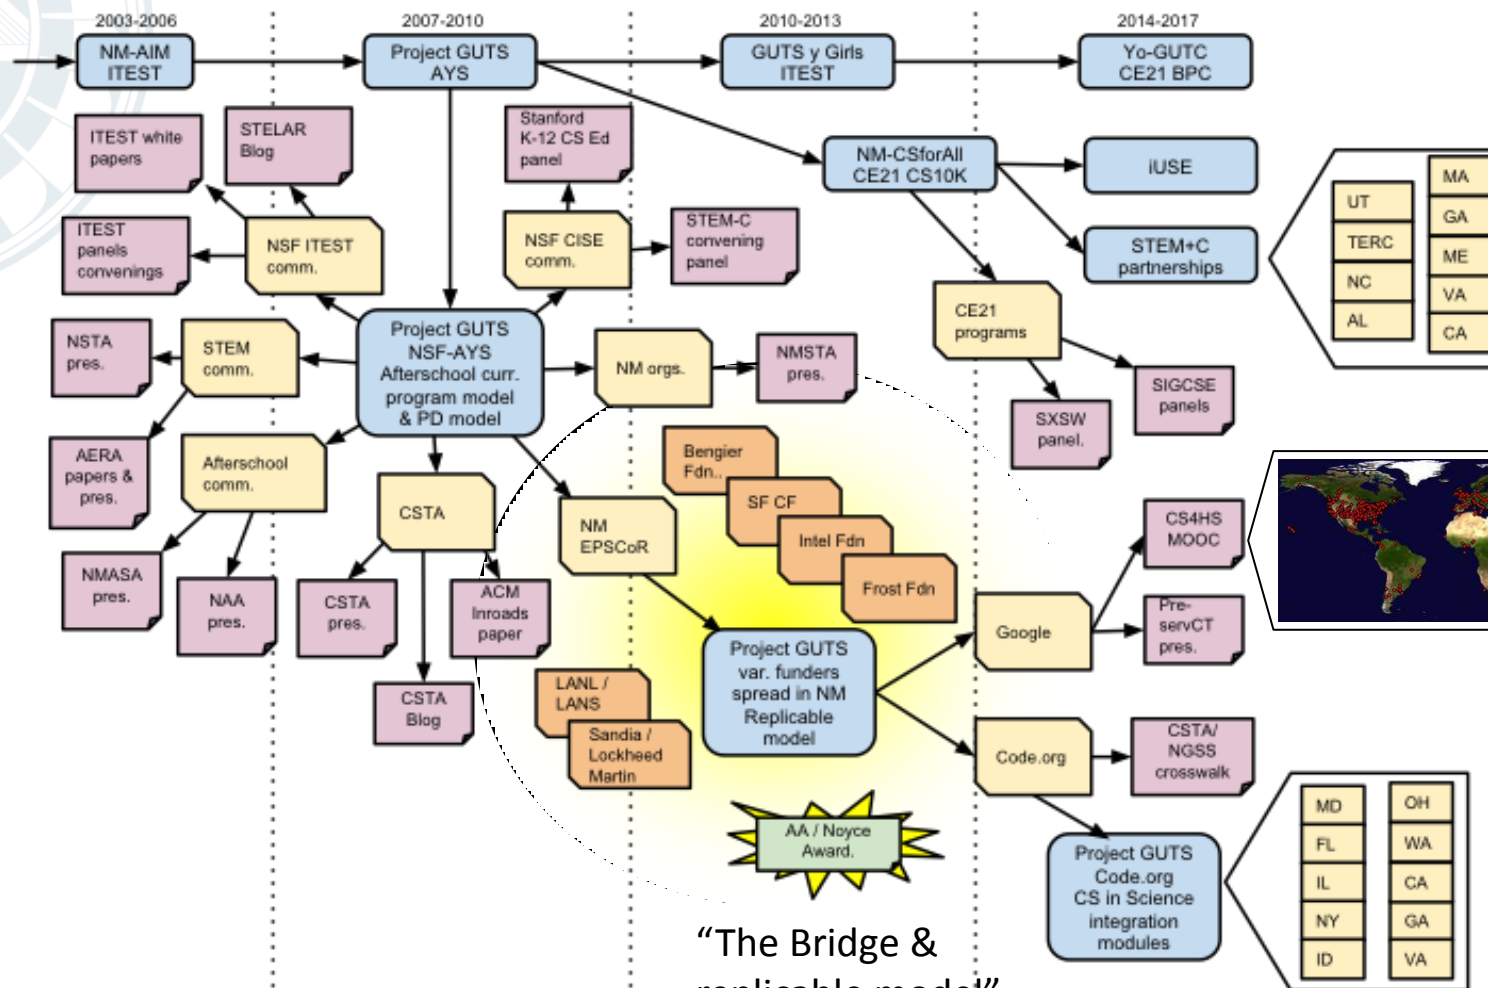 2003-2006
2007-2010
2010-2013
2014-2017
NM-AIM
ITEST
Project GUTS
AYS
GUTS y Girls
ITEST
Yo-GUTC
CE21 BPC
ITEST white
papers
STELAR
Blog
Stanford
K-12 CS Ed
panel
NM-CSforAll
CE21 CS10K
iUSE
ITEST
panels
convenings
NSF ITEST
comm.
NSF CISE
comm.
STEM-C
convening
panel
STEM+C
partnerships
UT
TERC
NC
AL
MA
GA
ME
VA
CA
NSTA
pres.
STEM
comm.
Project GUTS
NSF-AYS
Afterschool curr.
program model
& PD model
NM orgs.
NMSTA
pres.
CE21
programs
SIGCSE
panels
SXSW
panel.
AERA
papers &
pres.
Afterschool
comm.
CSTA
NM
EPSCoR
Bengier
Fdn..
SF CF
Intel Fdn
Frost Fdn
CS4HS
MOOC
NMASA
pres.
NAA
pres.
CSTA
pres.
ACM
Inroads
paper
CSTA
Blog
Google
Pre-
servCT
pres.
LANL /
LANS
Sandia /
Lockheed
Martin
Project GUTS
var. funders
spread in NM
Replicable
model
Code.org
CSTA/
NGSS
crosswalk
AA / Noyce
Award.
Project GUTS
Code.org
CS in Science
integration
modules
MD
FL
IL
NY
ID
OH
WA
CA
GA
VA
“The Bridge &
replicable model”